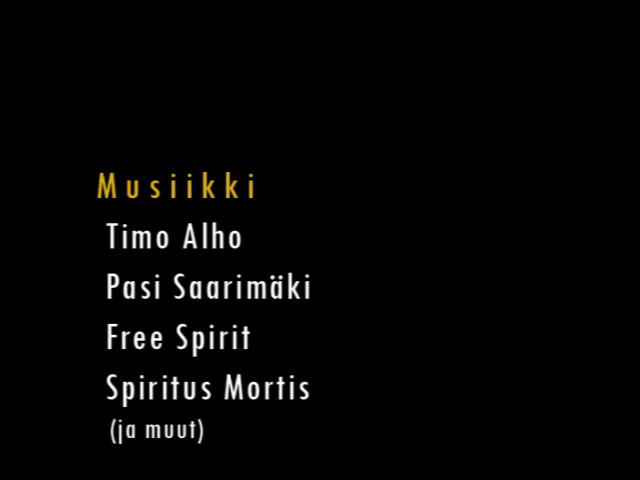 Musiikki
Timo Alho
Pasi Saarimäki
Free Spirit
Spiritus Mortis
(ja muut)